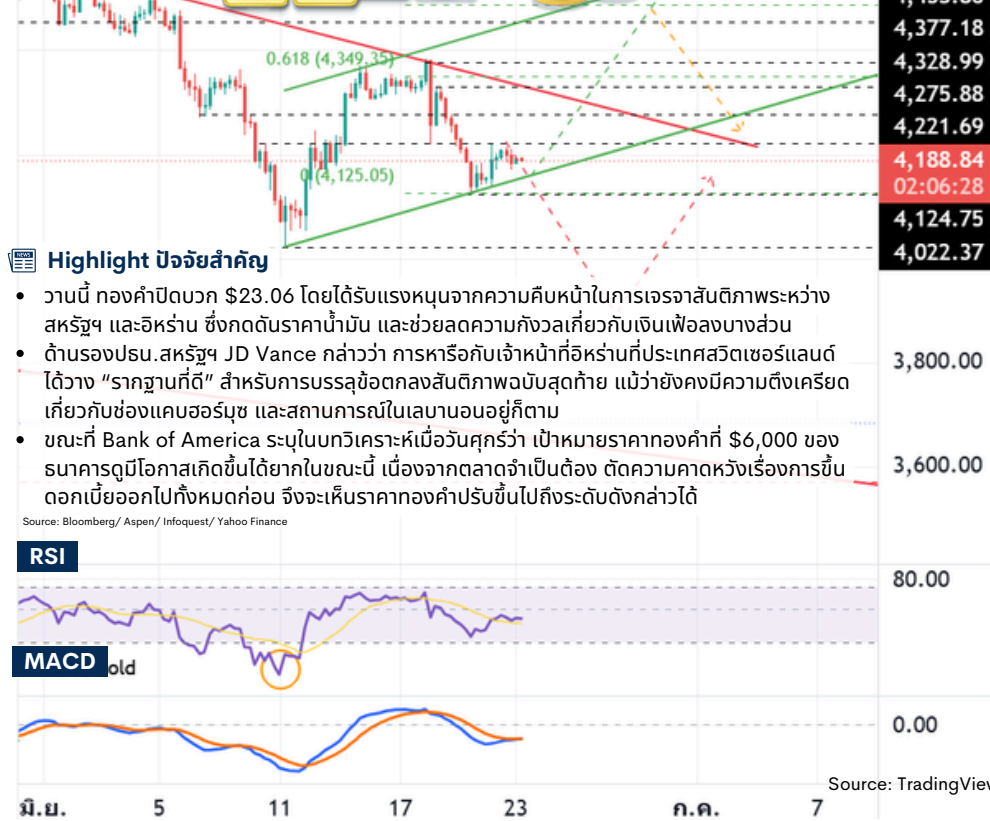 4,377.18
0.618 (4,349.35)
4,328.99
4,275.88
4,221.69
4,188.84
02:06:28
0 (4,125.05)
4,124.75
4,022.37
Highlight ปัจจัยสำคัญ
• วานนี้ ทองคำปิดบวก $23.06 โดยได้รับแรงหนุนจากความคืบหน้าในการเจรจาสันติภาพระหว่าง
สหรัฐฯ และอิหร่าน ซึ่งกดดันราคาน้ำมัน และช่วยลดความกังวลเกี่ยวกับเงินเฟ้อลงบางส่วน
• ด้านรองปธน.สหรัฐฯ JD Vance กล่าวว่า การหารือกับเจ้าหน้าที่อิหร่านที่ประเทศสวิตเซอร์แลนด์
ได้วาง “รากฐานที่ดี” สำหรับการบรรลุข้อตกลงสันติภาพฉบับสุดท้าย แม้ว่ายังคงมีความตึงเครียด
เกี่ยวกับช่องแคบฮอร์มุซ และสถานการณ์ในเลบานอนอยู่ก็ตาม
• ขณะที่ Bank of America ระบุในบทวิเคราะห์เมื่อวันศุกร์ว่า เป้าหมายราคาทองคำที่ $6,000 ของ
ธนาคารดูมีโอกาสเกิดขึ้นได้ยากในขณะนี้ เนื่องจากตลาดจำเป็นต้อง ตัดความคาดหวังเรื่องการขึ้น
ดอกเบี้ยออกไปทั้งหมดก่อน จึงจะเห็นราคาทองคำปรับขึ้นไปถึงระดับดังกล่าวได้
Source: Bloomberg/ Aspen/ Infoquest/ Yahoo Finance
3,800.00
3,600.00
RSI
80.00
MACD
old
0.00
Source: TradingView
มิ.ย. 5 11 17 23 ก.ค. 7